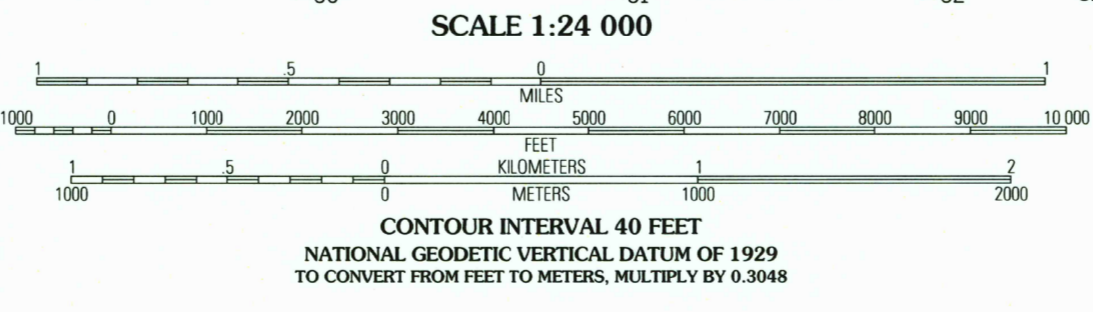 SCALE 1:24 000
1 .5 0 1
MILES
1000 0 1000 2000 3000 4000 5000 6000 7000 8000 9000 10 000
FEET
1 .5 0 KILOMETERS 1 2
1000 0 METERS 1000 2000
CONTOUR INTERVAL 40 FEET
NATIONAL GEODETIC VERTICAL DATUM OF 1929
TO CONVERT FROM FEET TO METERS, MULTIPLY BY 0.3048